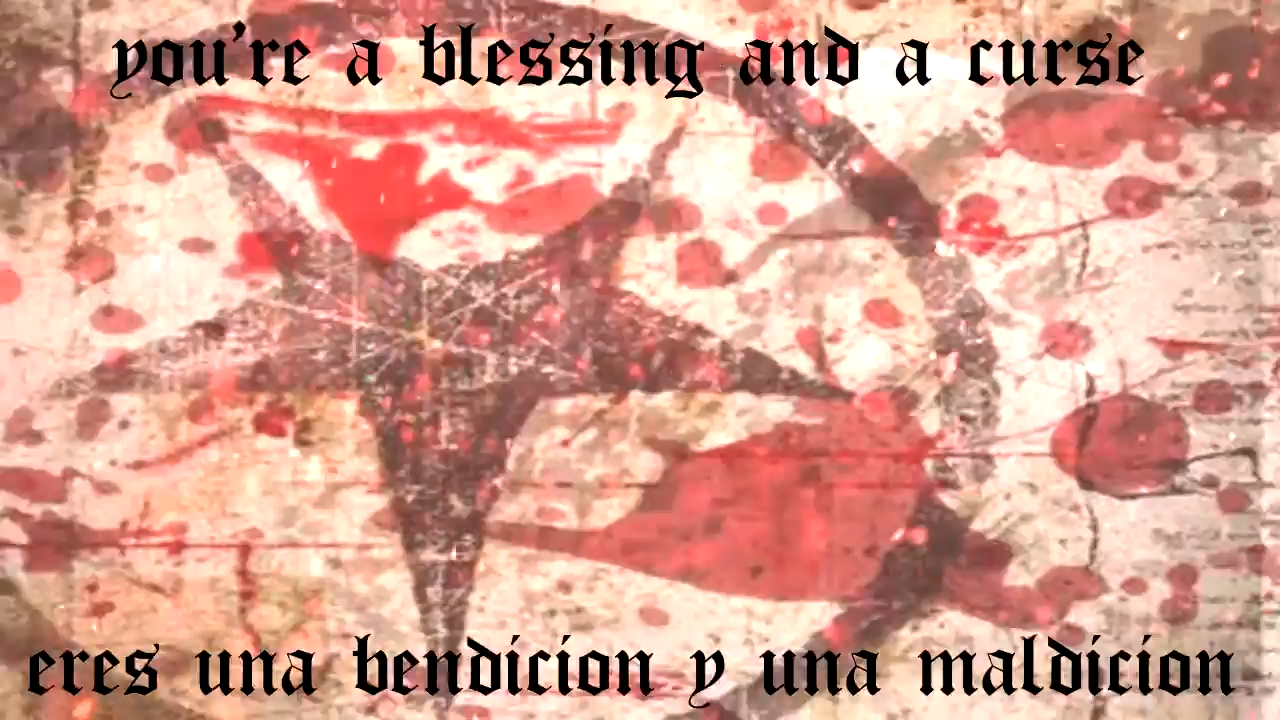 you're a blessing and a curse
eres una bendicion y una maldicion